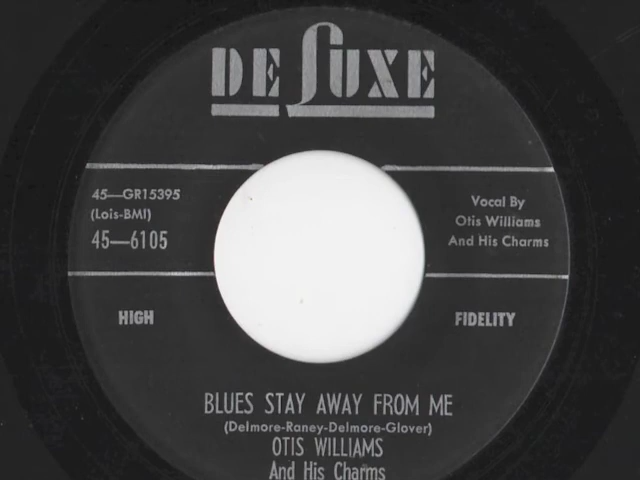 DE LUXE
45—GR15395
(Lois-BMI)
45—6105
Vocal By
Otis Williams
And His Charms
HIGH
FIDELITY
BLUES STAY AWAY FROM ME
(Delmore-Raney-Delmore-Glover)
OTIS WILLIAMS
And His Charms